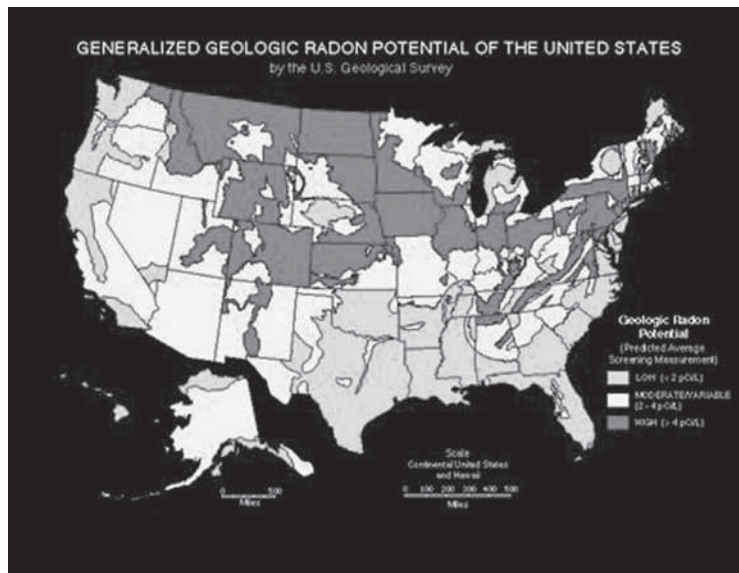 GENERALIZED GEOLOGIC RADON POTENTIAL OF THE UNITED STATES
by the U.S. Geological Survey
Geologic Radon
Potential
(Predicted Average
Screening Measurement)
LOW (< 2 pCi/L)
MODERATE/VARIABLE
(2 - 4 pCi/L)
HIGH (> 4 pCi/L)
Scale
Continental United States
and Hawaii
0 500
Miles
0 100 200 300 400 500
Miles